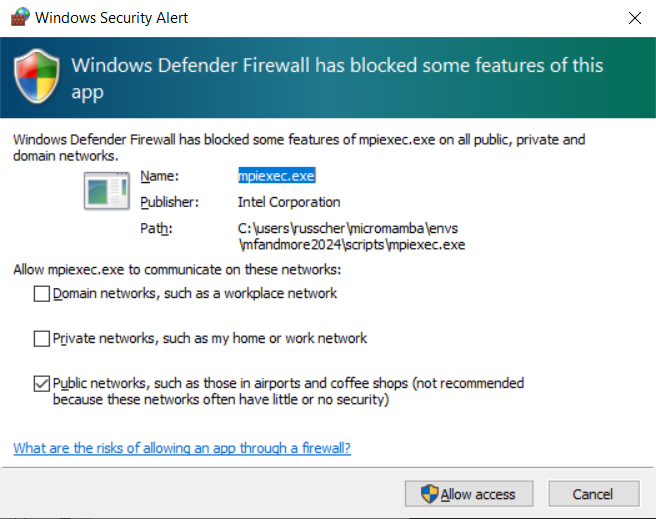 Windows Security Alert
Windows Defender Firewall has blocked some features of this
app
Windows Defender Firewall has blocked some features of mpiexec.exe on all public, private and
domain networks.
Name: mpiexec.exe
Publisher: Intel Corporation
Path: C:\users\russcher\micromamba\envs
\mfandmore2024\scripts\mpiexec.exe
Allow mpiexec.exe to communicate on these networks:
Domain networks, such as a workplace network
Private networks, such as my home or work network
Public networks, such as those in airports and coffee shops (not recommended
because these networks often have little or no security)
What are the risks of allowing an app through a firewall?
Allow access Cancel